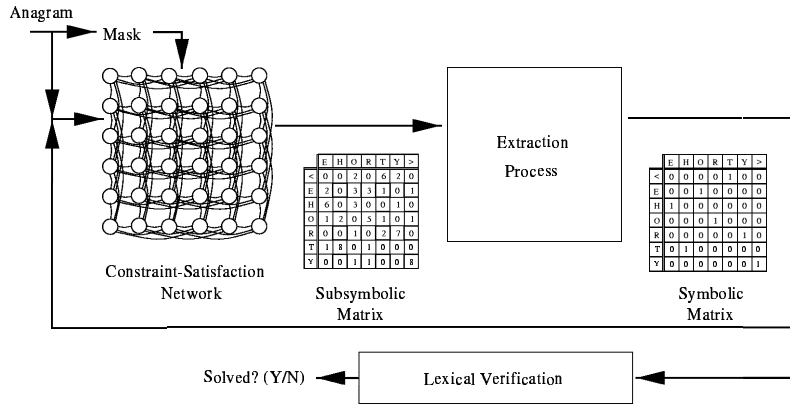 Anagram
Mask
Extraction
Process
E H O R T Y >
< 0 0 2 0 6 2 0
E 2 0 3 3 1 0 1
H 6 0 3 0 0 1 0
O 1 2 0 5 1 0 1
R 0 0 1 0 2 7 0
T 1 8 0 1 0 0 0
Y 0 0 1 1 0 0 8
E H O R T Y >
< 0 0 0 0 1 0 0
E 0 0 1 0 0 0 0
H 1 0 0 0 0 0 0
O 0 0 0 1 0 0 0
R 0 0 0 0 0 1 0
T 0 1 0 0 0 0 0
Y 0 0 0 0 0 0 1
Constraint-Satisfaction
Network
Subsymbolic
Matrix
Symbolic
Matrix
Solved? (Y/N)
Lexical Verification